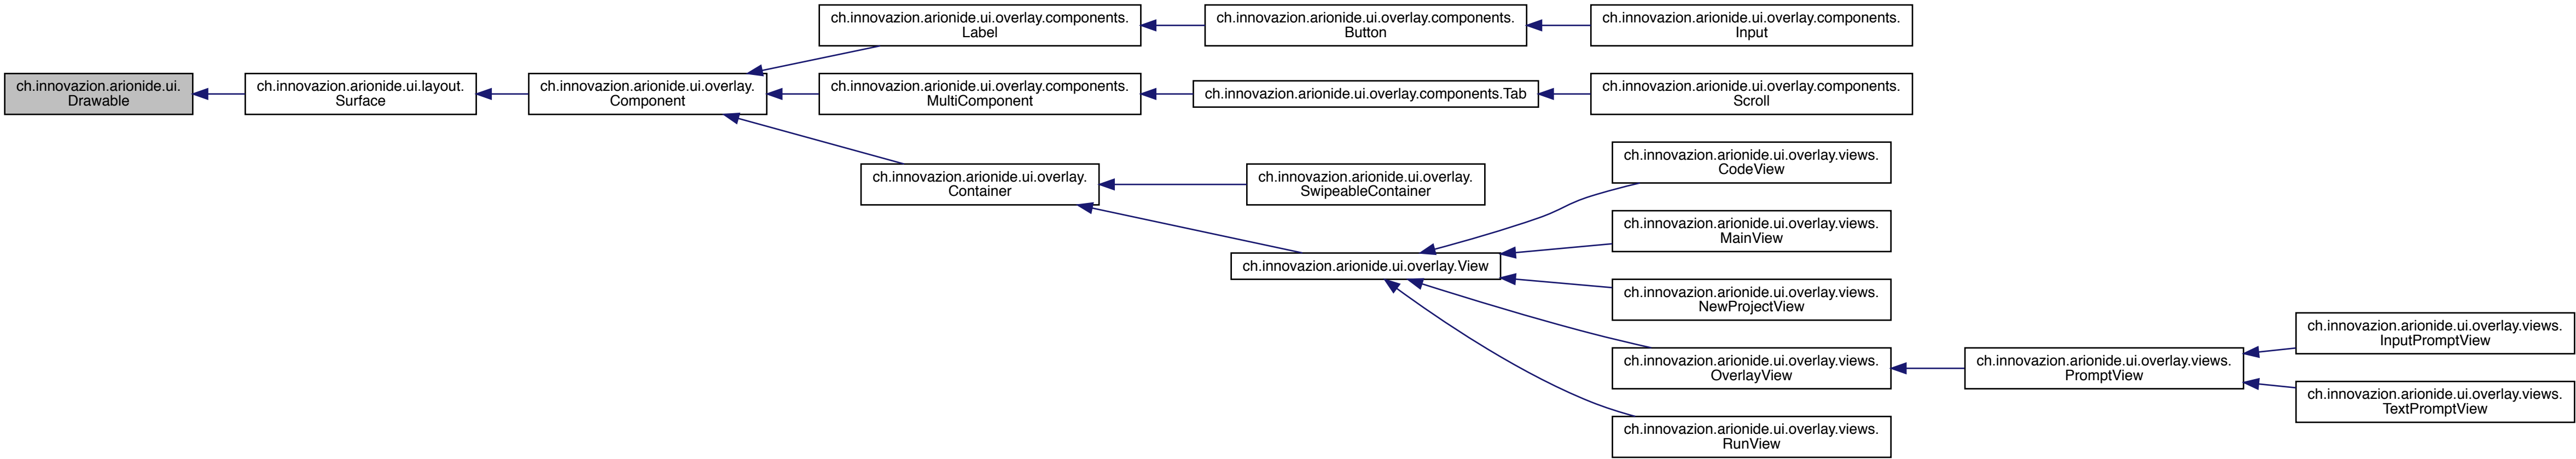 ch.innovazion.arionide.ui.
Drawable
ch.innovazion.arionide.ui.layout.
Surface
ch.innovazion.arionide.ui.overlay.
Component
ch.innovazion.arionide.ui.overlay.components.
Label
ch.innovazion.arionide.ui.overlay.components.
Button
ch.innovazion.arionide.ui.overlay.components.
Input
ch.innovazion.arionide.ui.overlay.components.
MultiComponent
ch.innovazion.arionide.ui.overlay.components.Tab
ch.innovazion.arionide.ui.overlay.components.
Scroll
ch.innovazion.arionide.ui.overlay.
Container
ch.innovazion.arionide.ui.overlay.
SwipeableContainer
ch.innovazion.arionide.ui.overlay.View
ch.innovazion.arionide.ui.overlay.views.
CodeView
ch.innovazion.arionide.ui.overlay.views.
MainView
ch.innovazion.arionide.ui.overlay.views.
NewProjectView
ch.innovazion.arionide.ui.overlay.views.
OverlayView
ch.innovazion.arionide.ui.overlay.views.
RunView
ch.innovazion.arionide.ui.overlay.views.
PromptView
ch.innovazion.arionide.ui.overlay.views.
InputPromptView
ch.innovazion.arionide.ui.overlay.views.
TextPromptView